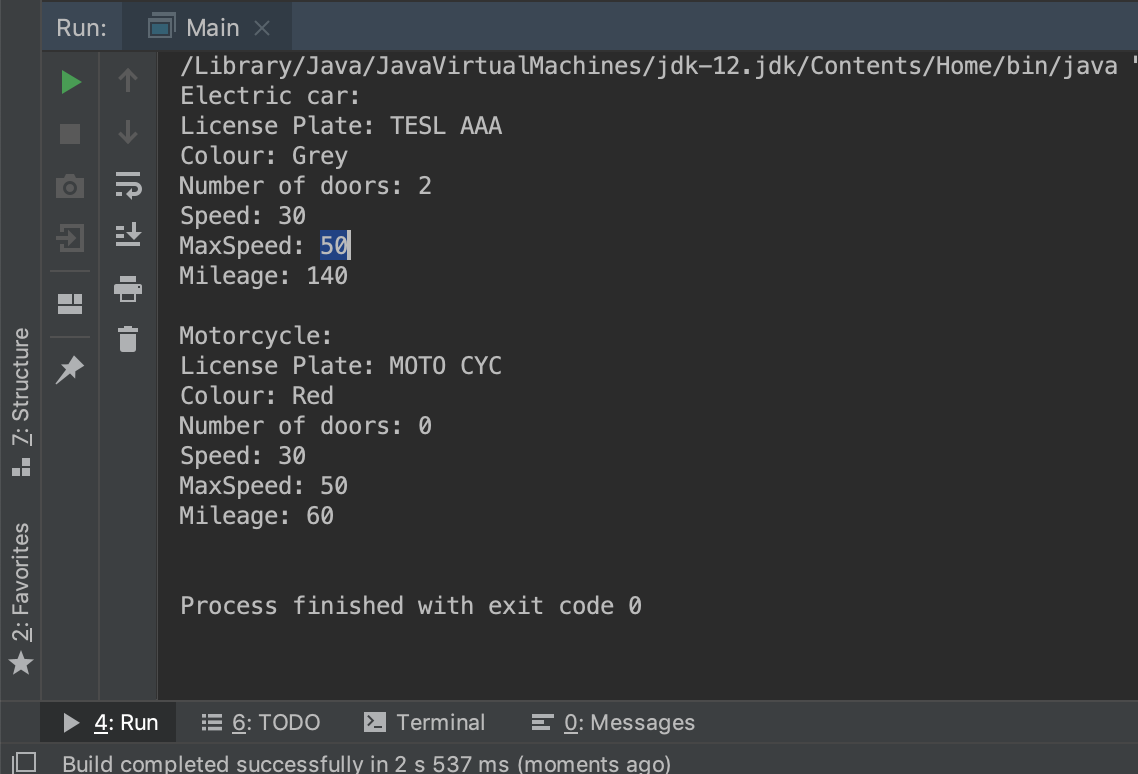 Run: Main
/Library/Java/JavaVirtualMachines/jdk-12.jdk/Contents/Home/bin/java "
Electric car:
License Plate: TESL AAA
Colour: Grey
Number of doors: 2
Speed: 30
MaxSpeed: 50
Mileage: 140
Motorcycle:
License Plate: MOTO CYC
Colour: Red
Number of doors: 0
Speed: 30
MaxSpeed: 50
Mileage: 60
Process finished with exit code 0
7: Structure
2: Favorites
4: Run 6: TODO Terminal 0: Messages
Build completed successfully in 2 s 537 ms (moments ago)